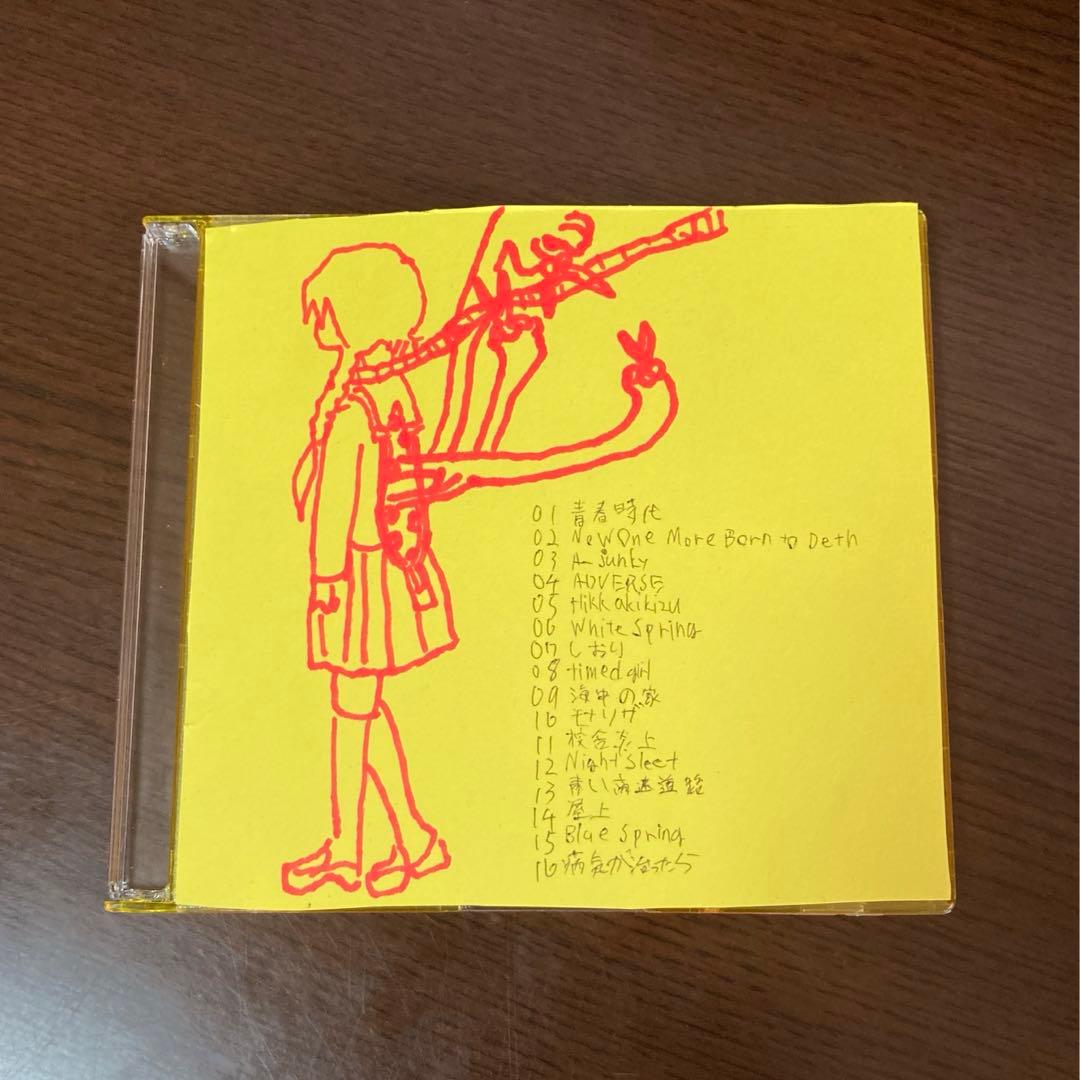 01 青春時代
02 New One More Born to Deth
03 A Junky
04 ADVERSE
05 Hikkakikizu
06 White Spring
07 しおり
08 timed girl
09 海中の家
10 モナリザ
11 校舎炎上
12 Night Sleet
13 青い高速道路
14 屋上
15 Blue Spring
16 病気が治ったら